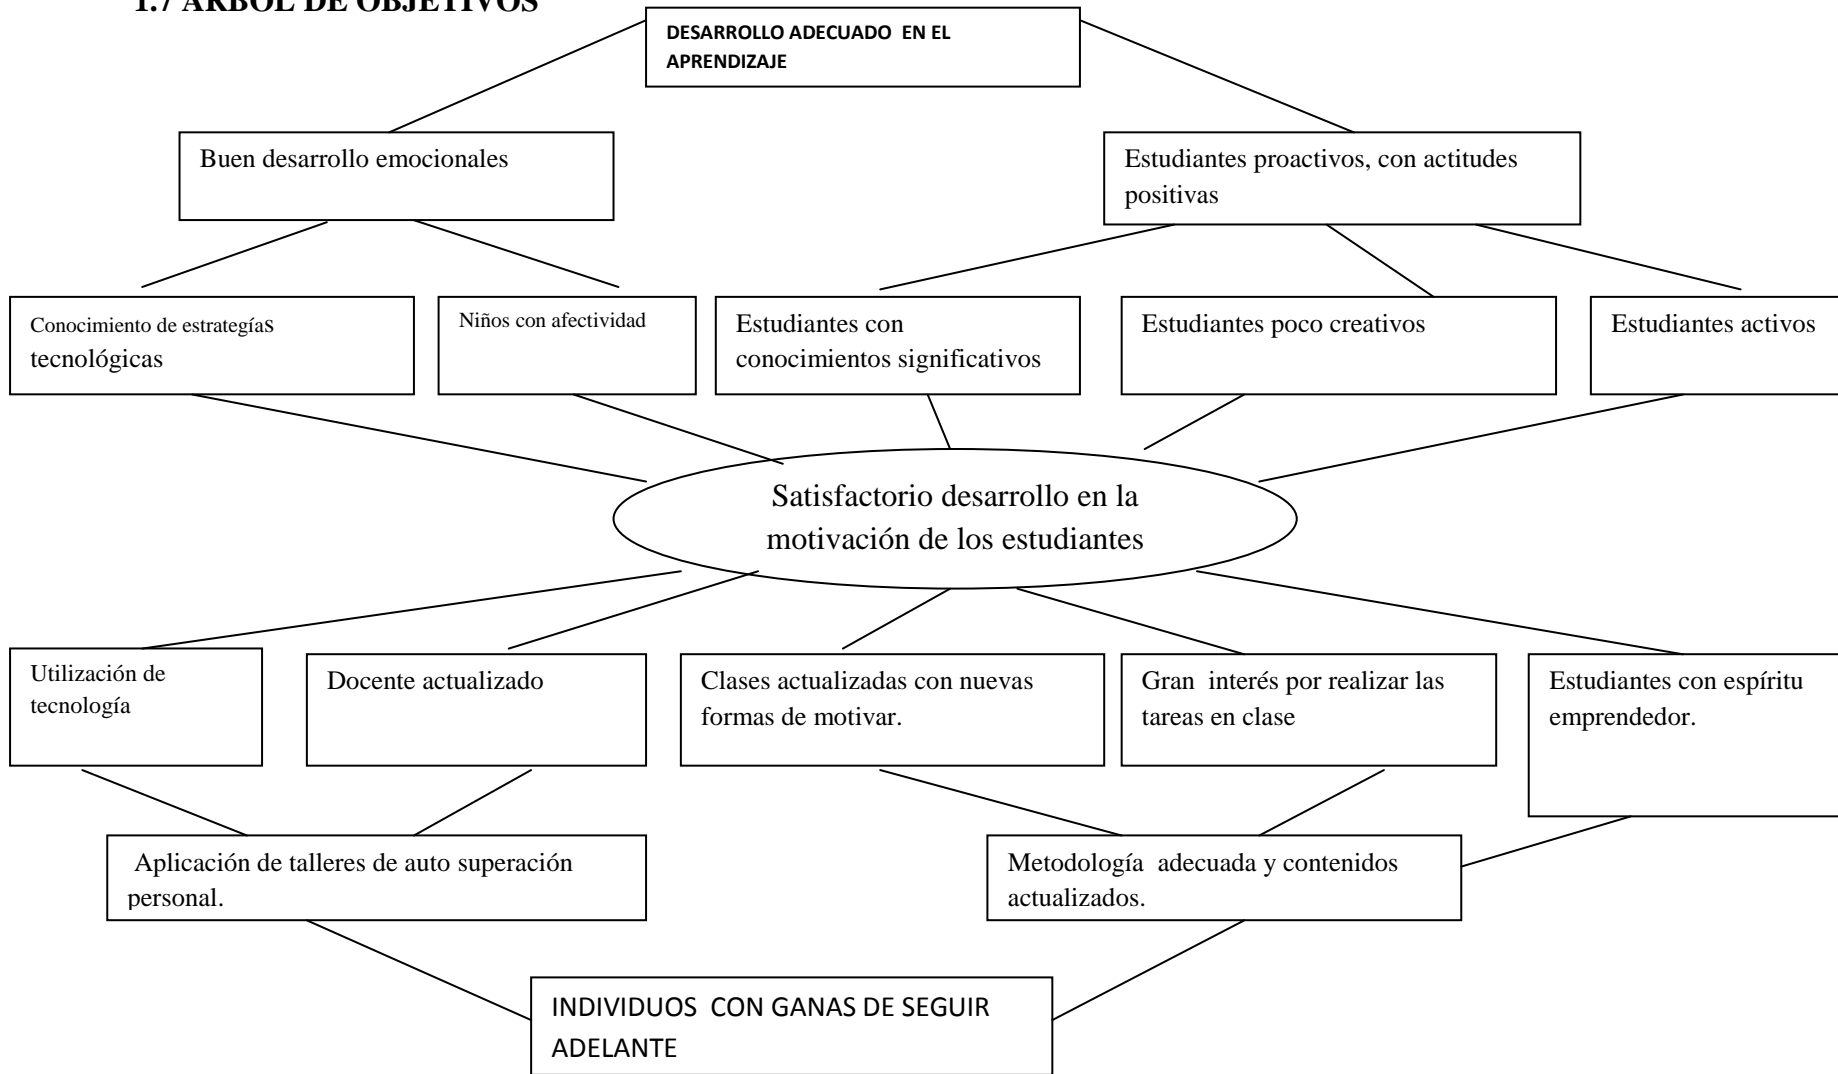 1.7 ARBOL DE OBJETIVOS
DESARROLLO ADECUADO EN EL
APRENDIZAJE
Buen desarrollo emocionales
Estudiantes proactivos, con actitudes
positivas
Conocimiento de estrategías
tecnológicas
Niños con afectividad
Estudiantes con
conocimientos significativos
Estudiantes poco creativos
Estudiantes activos
Satisfactorio desarrollo en la
motivación de los estudiantes
Utilización de
tecnología
Docente actualizado
Clases actualizadas con nuevas
formas de motivar.
Gran interés por realizar las
tareas en clase
Estudiantes con espíritu
emprendedor.
Aplicación de talleres de auto superación
personal.
Metodología adecuada y contenidos
actualizados.
INDIVIDUOS CON GANAS DE SEGUIR
ADELANTE